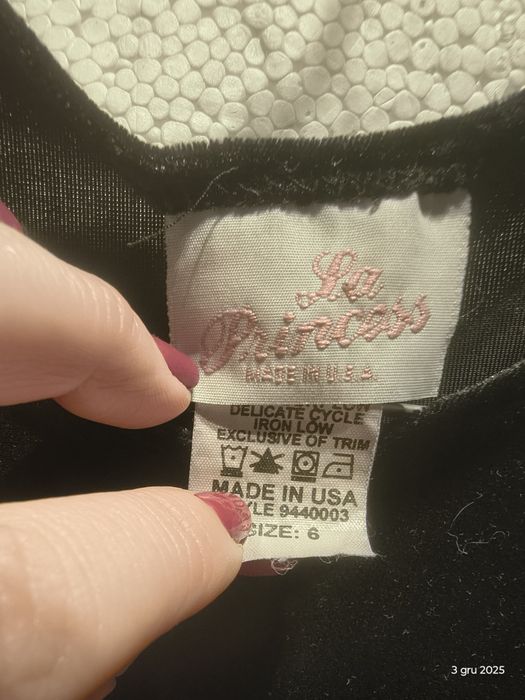 La
Princess
MADE IN U.S.A.
DELICATE CYCLE
IRON LOW
EXCLUSIVE OF TRIM
MADE IN USA
9440003
SIZE: 6
3 gru 2025